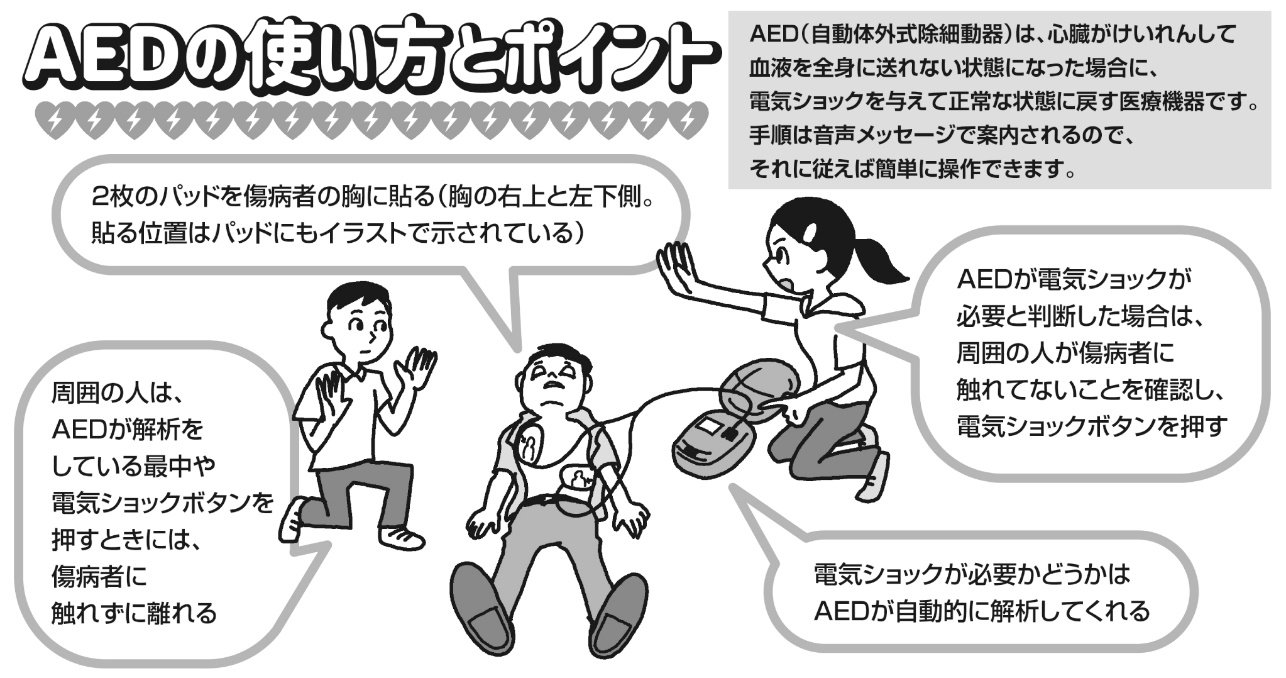 AEDの使い方とポイント
AED（自動体外式除細動器）は、心臓がけいれんして
血液を全身に送れない状態になった場合に、
電気ショックを与えて正常な状態に戻す医療機器です。
手順は音声メッセージで案内されるので、
それに従えば簡単に操作できます。
2枚のパッドを傷病者の胸に貼る（胸の右上と左下側。
貼る位置はパッドにもイラストで示されている）
AEDが電気ショックが
必要と判断した場合は、
周囲の人が傷病者に
触れてないことを確認し、
電気ショックボタンを押す
周囲の人は、
AEDが解析を
している最中や
電気ショックボタンを
押すときには、
傷病者に
触れずに離れる
電気ショックが必要かどうかは
AEDが自動的に解析してくれる